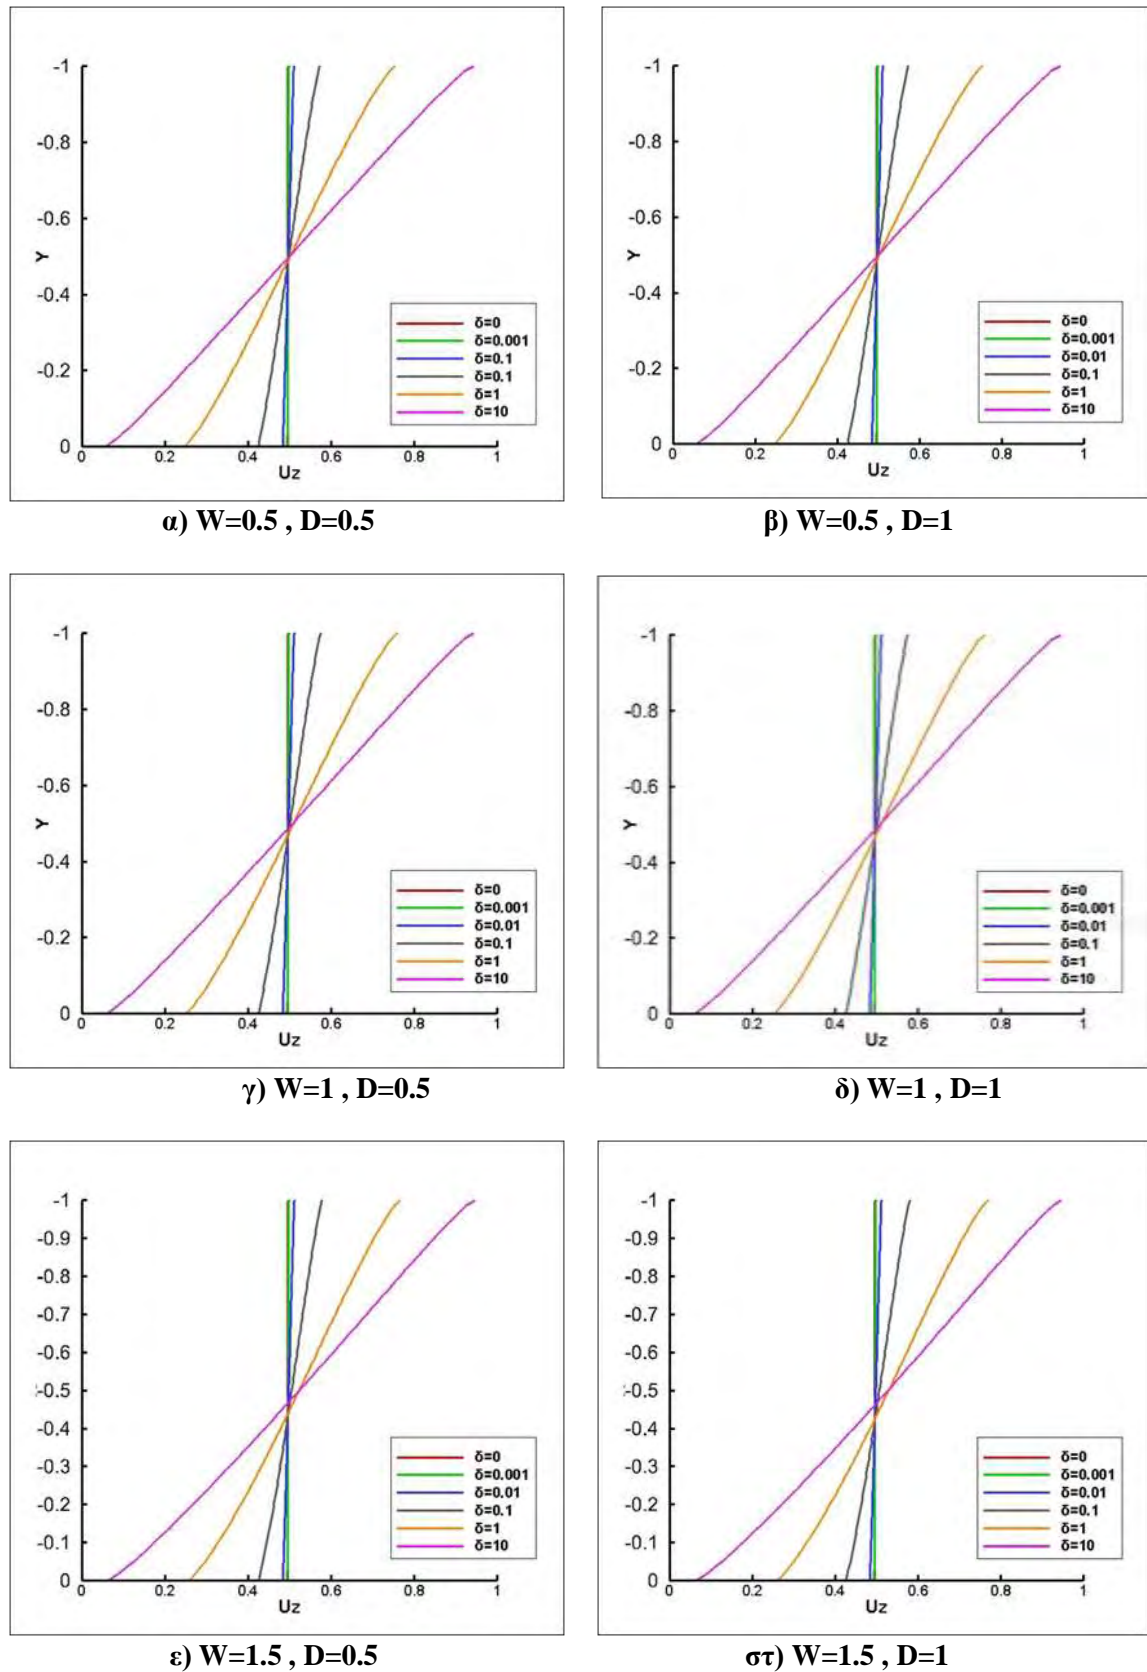 -1
-0.8
-0.6
Y
-0.4
-0.2
0
0 0.2 0.4 0.6 0.8 1
Uz
δ=0
δ=0.001
δ=0.1
δ=0.1
δ=1
δ=10
α) W=0.5 , D=0.5
-1
-0.8
-0.6
Y
-0.4
-0.2
0
0 0.2 0.4 0.6 0.8 1
Uz
δ=0
δ=0.001
δ=0.01
δ=0.1
δ=1
δ=10
β) W=0.5 , D=1
-1
-0.8
-0.6
Y
-0.4
-0.2
0
0 0.2 0.4 0.6 0.8 1
Uz
δ=0
δ=0.001
δ=0.01
δ=0.1
δ=1
δ=10
γ) W=1 , D=0.5
-1
-0.8
-0.6
Y
-0.4
-0.2
0
0 0.2 0.4 0.6 0.8 1
Uz
δ=0
δ=0.001
δ=0.01
δ=0.1
δ=1
δ=10
δ) W=1 , D=1
-1
-0.9
-0.8
-0.7
-0.6
-0.5
-0.4
-0.3
-0.2
-0.1
0
0 0.2 0.4 0.6 0.8 1
Uz
δ=0
δ=0.001
δ=0.01
δ=0.1
δ=1
δ=10
ε) W=1.5 , D=0.5
-1
-0.9
-0.8
-0.7
-0.6
-0.5
-0.4
-0.3
-0.2
-0.1
0
0 0.2 0.4 0.6 0.8 1
Uz
δ=0
δ=0.001
δ=0.01
δ=0.1
δ=1
δ=10
στ) W=1.5 , D=1